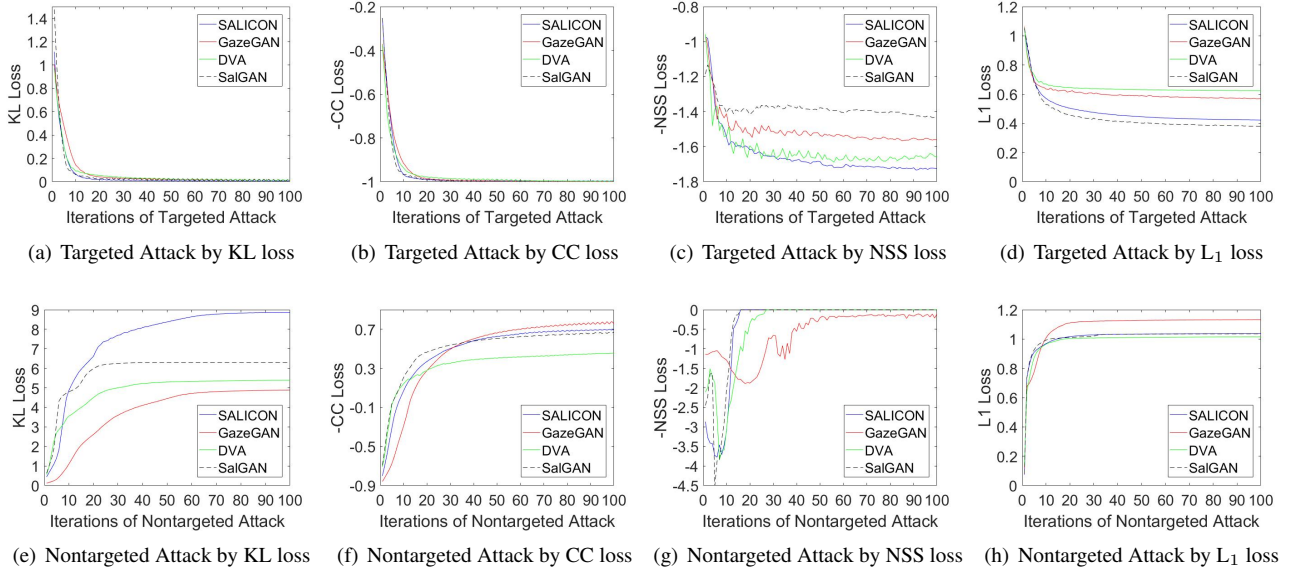 KL Loss
1.4
1.2
1
0.8
0.6
0.4
0.2
0
0 10 20 30 40 50 60 70 80 90 100
Iterations of Targeted Attack
SALICON
GazeGAN
DVA
SalGAN
(a) Targeted Attack by KL loss
-CC Loss
-0.2
-0.4
-0.6
-0.8
-1
0 10 20 30 40 50 60 70 80 90 100
Iterations of Targeted Attack
SALICON
GazeGAN
DVA
SalGAN
(b) Targeted Attack by CC loss
-NSS Loss
-0.8
-1
-1.2
-1.4
-1.6
-1.8
0 10 20 30 40 50 60 70 80 90 100
Iterations of Targeted Attack
SALICON
GazeGAN
DVA
SalGAN
(c) Targeted Attack by NSS loss
L1 Loss
1.2
1
0.8
0.6
0.4
0.2
0
0 10 20 30 40 50 60 70 80 90 100
Iterations of Targeted Attack
SALICON
GazeGAN
DVA
SalGAN
(d) Targeted Attack by L₁ loss
KL Loss
9
8
7
6
5
4
3
2
1
0
0 10 20 30 40 50 60 70 80 90 100
Iterations of Nontargeted Attack
SALICON
GazeGAN
DVA
SalGAN
(e) Nontargeted Attack by KL loss
-CC Loss
0.7
0.3
-0.1
-0.5
-0.9
0 10 20 30 40 50 60 70 80 90 100
Iterations of Nontargeted Attack
SALICON
GazeGAN
DVA
SalGAN
(f) Nontargeted Attack by CC loss
-NSS Loss
0
-0.5
-1
-1.5
-2
-2.5
-3
-3.5
-4
-4.5
0 10 20 30 40 50 60 70 80 90 100
Iterations of Nontargeted Attack
SALICON
GazeGAN
DVA
SalGAN
(g) Nontargeted Attack by NSS loss
L1 Loss
1.2
1
0.8
0.6
0.4
0.2
0
0 10 20 30 40 50 60 70 80 90 100
Iterations of Nontargeted Attack
SALICON
GazeGAN
DVA
SalGAN
(h) Nontargeted Attack by L₁ loss